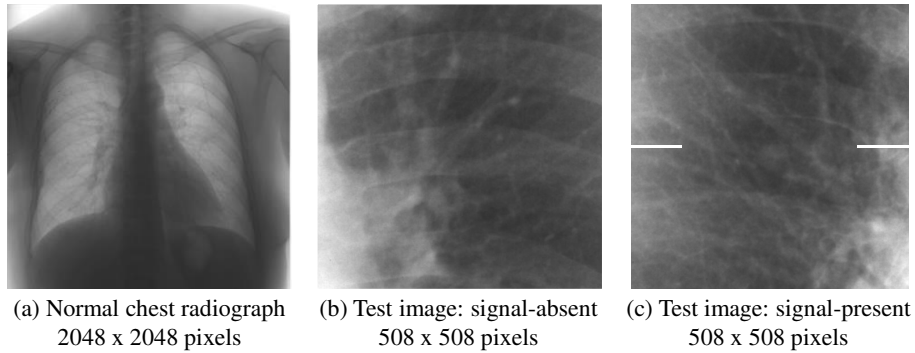 (a) Normal chest radiograph
2048 x 2048 pixels
(b) Test image: signal-absent
508 x 508 pixels
(c) Test image: signal-present
508 x 508 pixels